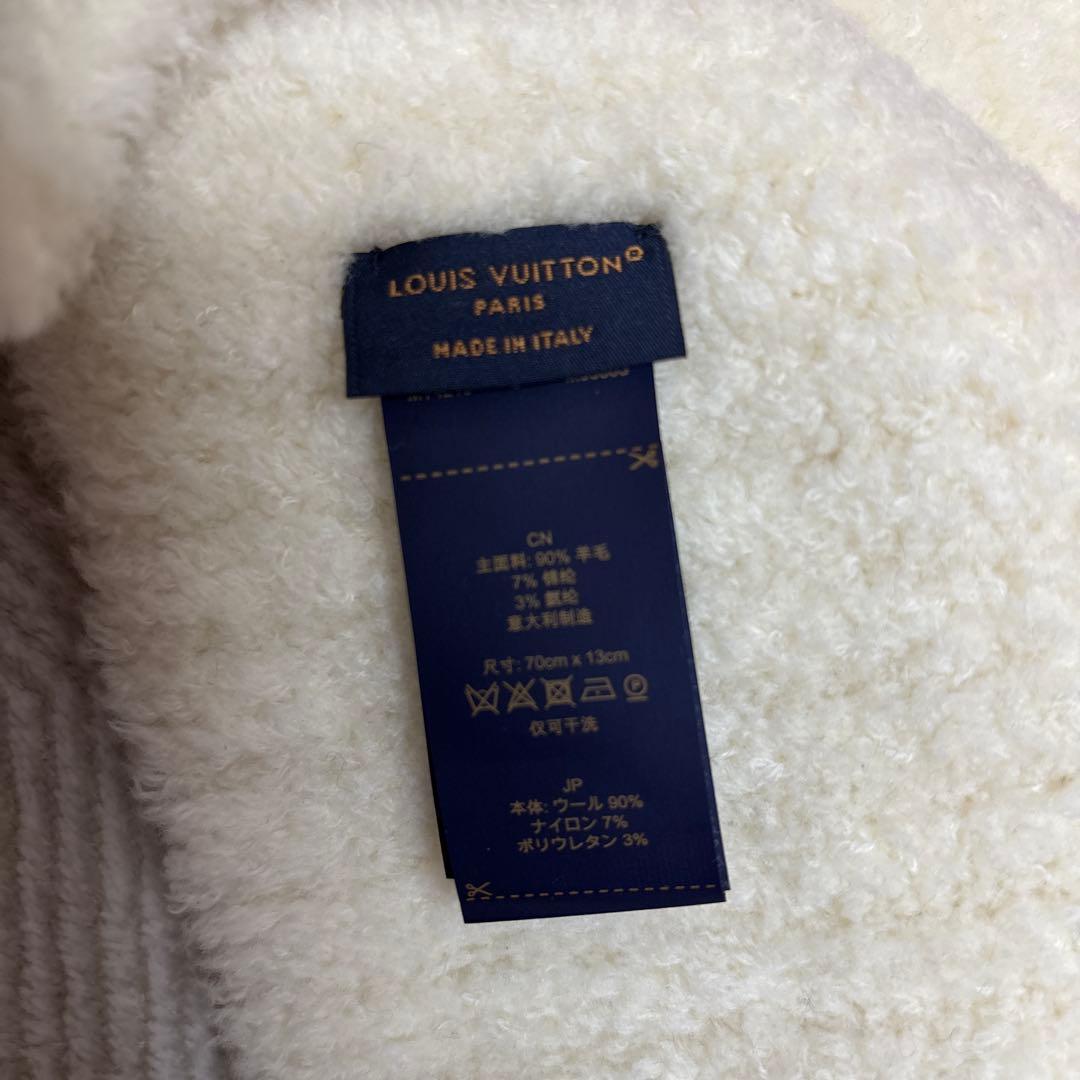 LOUIS VUITTON
PARIS
MADE IN ITALY
CN
主面料: 90% 羊毛
7% 锦纶
3% 氨纶
意大利制造
尺寸: 70cm x 13cm
P
仅可干洗
JP
本体: ウール 90%
ナイロン 7%
ポリウレタン 3%